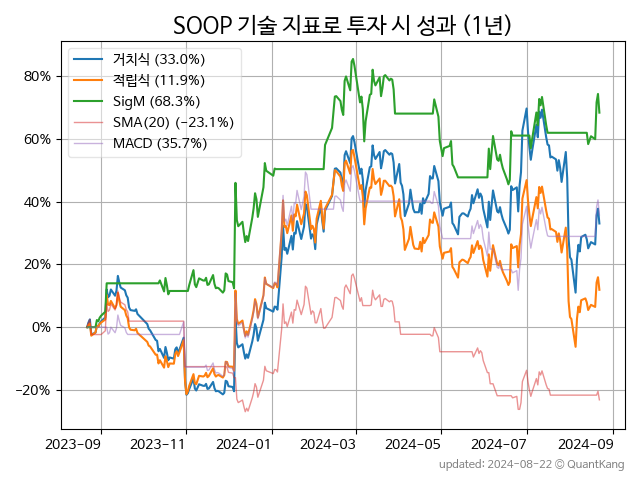 SOOP 기술 지표로 투자 시 성과 (1년)
거치식 (33.0%)
적립식 (11.9%)
SigM (68.3%)
SMA(20) (−23.1%)
MACD (35.7%)
80%
60%
40%
20%
0%
−20%
2023-09 2023-11 2024-01 2024-03 2024-05 2024-07 2024-09
updated: 2024-08-22 © QuantKang